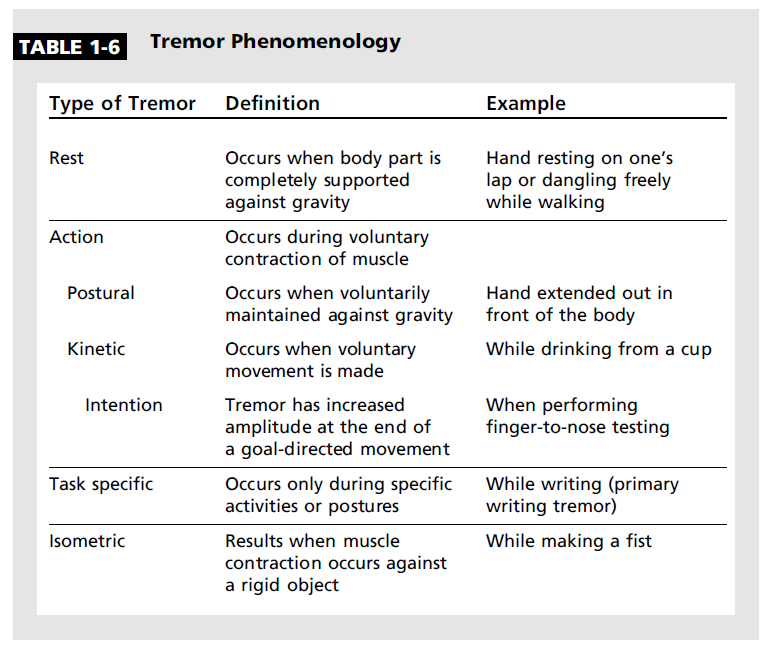 TABLE 1-6 Tremor Phenomenology
Type of Tremor Definition Example
Rest Occurs when body part is Hand resting on one’s
completely supported lap or dangling freely
against gravity while walking
Action Occurs during voluntary
contraction of muscle
Postural Occurs when voluntarily Hand extended out in
maintained against gravity front of the body
Kinetic Occurs when voluntary While drinking from a cup
movement is made
Intention Tremor has increased When performing
amplitude at the end of finger-to-nose testing
a goal-directed movement
Task specific Occurs only during specific While writing (primary
activities or postures writing tremor)
Isometric Results when muscle While making a fist
contraction occurs against
a rigid object